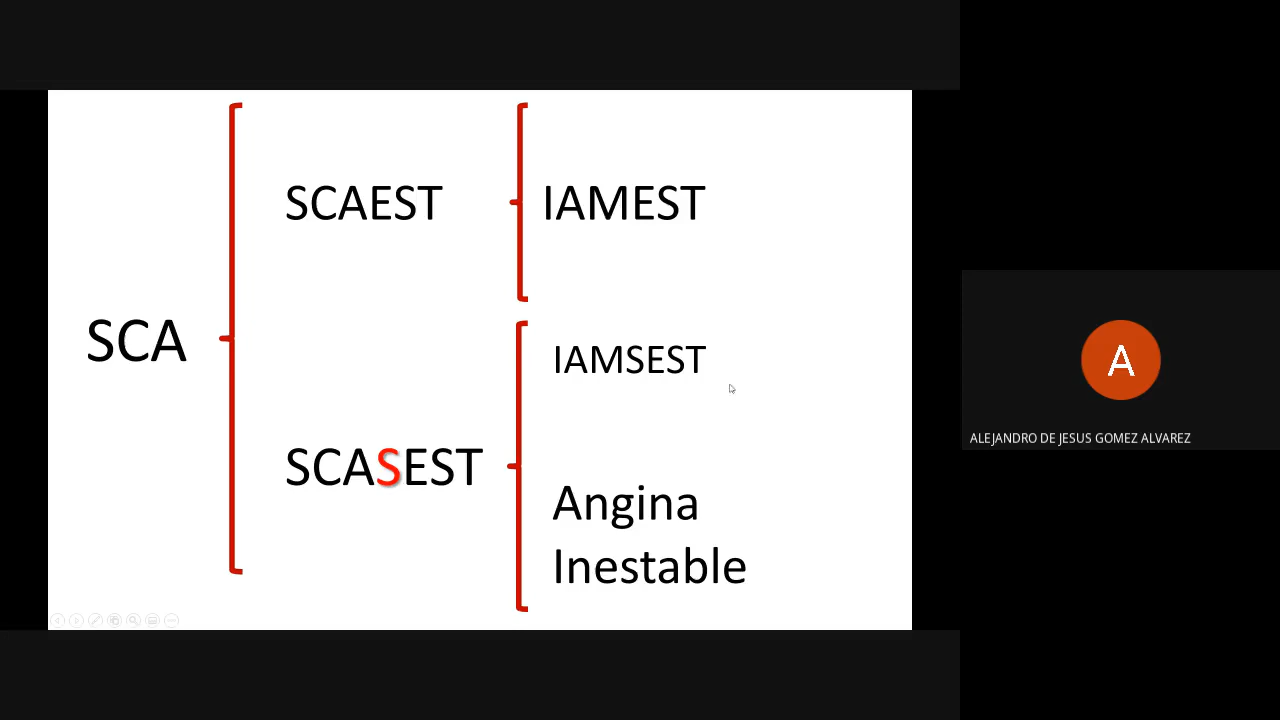 SCA
SCAEST
IAMEST
SCASEST
IAMSEST
Angina
Inestable
A
ALEJANDRO DE JESUS GOMEZ ALVAREZ